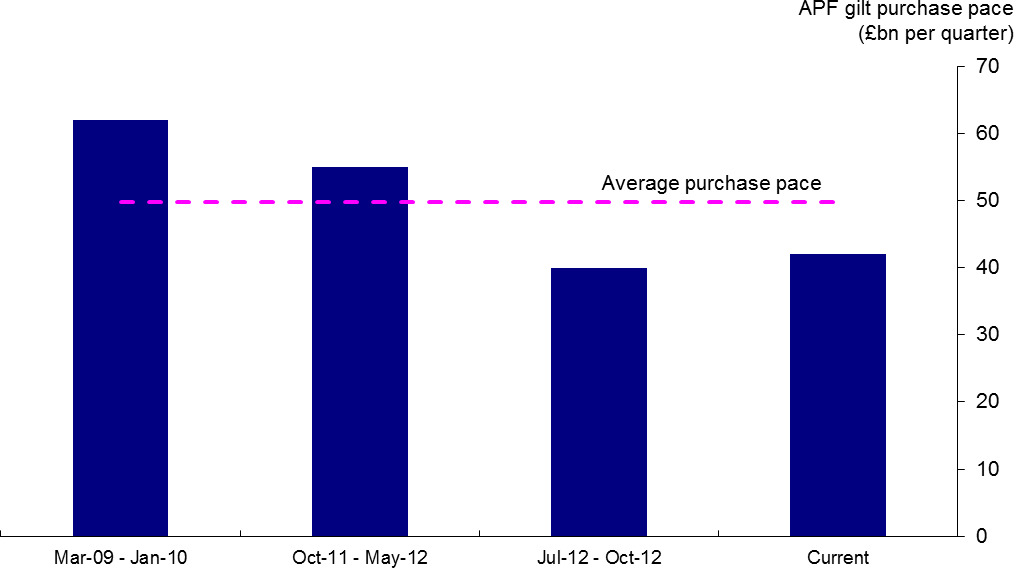 APF gilt purchase pace
(£bn per quarter)
70
60
Average purchase pace
50
40
30
20
10
0
Mar-09 - Jan-10
Oct-11 - May-12
Jul-12 - Oct-12
Current